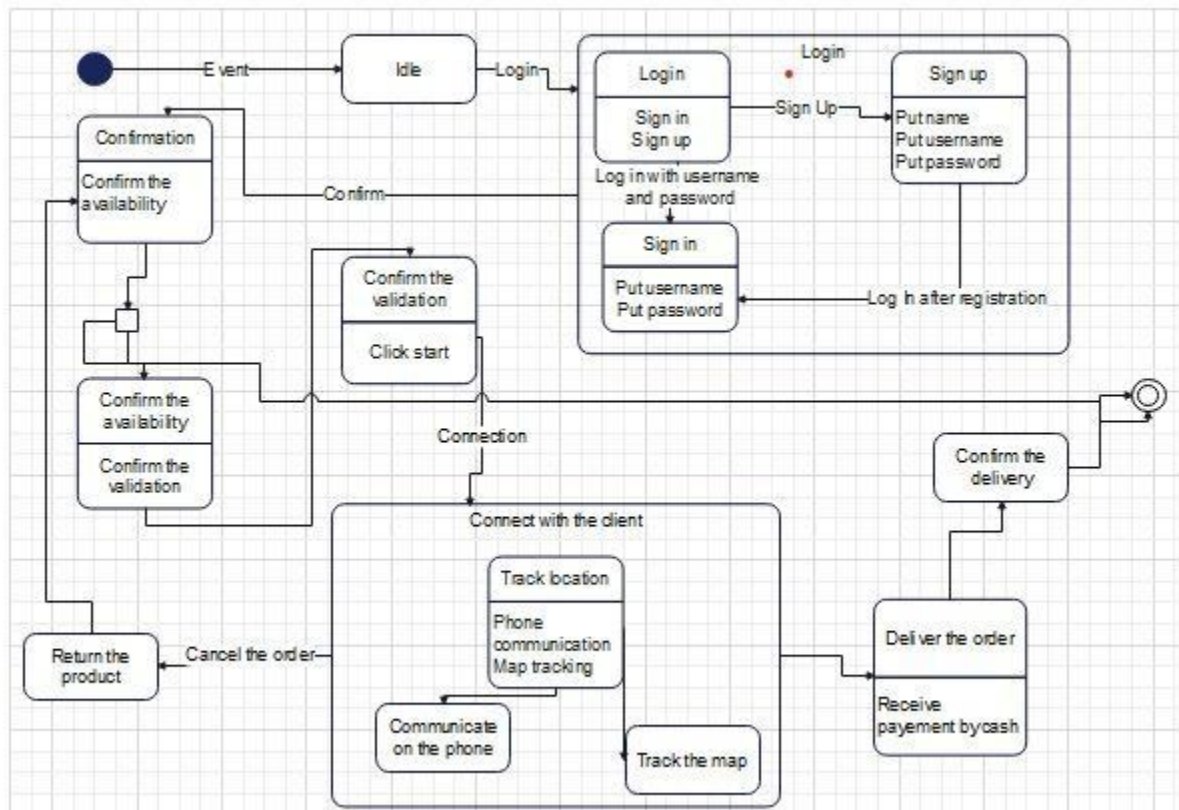 Event
Idle
Login
Login
Login
Sign in
Sign up
Sign Up
Sign up
Put name
Put username
Put password
Log in with username
and password
Sign in
Put username
Put password
Log In after registration
Confirm
Confirmation
Confirm the
availability
Confirm the
validation
Click start
Confirm the
availability
Confirm the
validation
Connection
Connect with the client
Track location
Phone
communication
Map tracking
Communicate
on the phone
Track the map
Cancel the order
Return the
product
Deliver the order
Receive
payement by cash
Confirm the
delivery